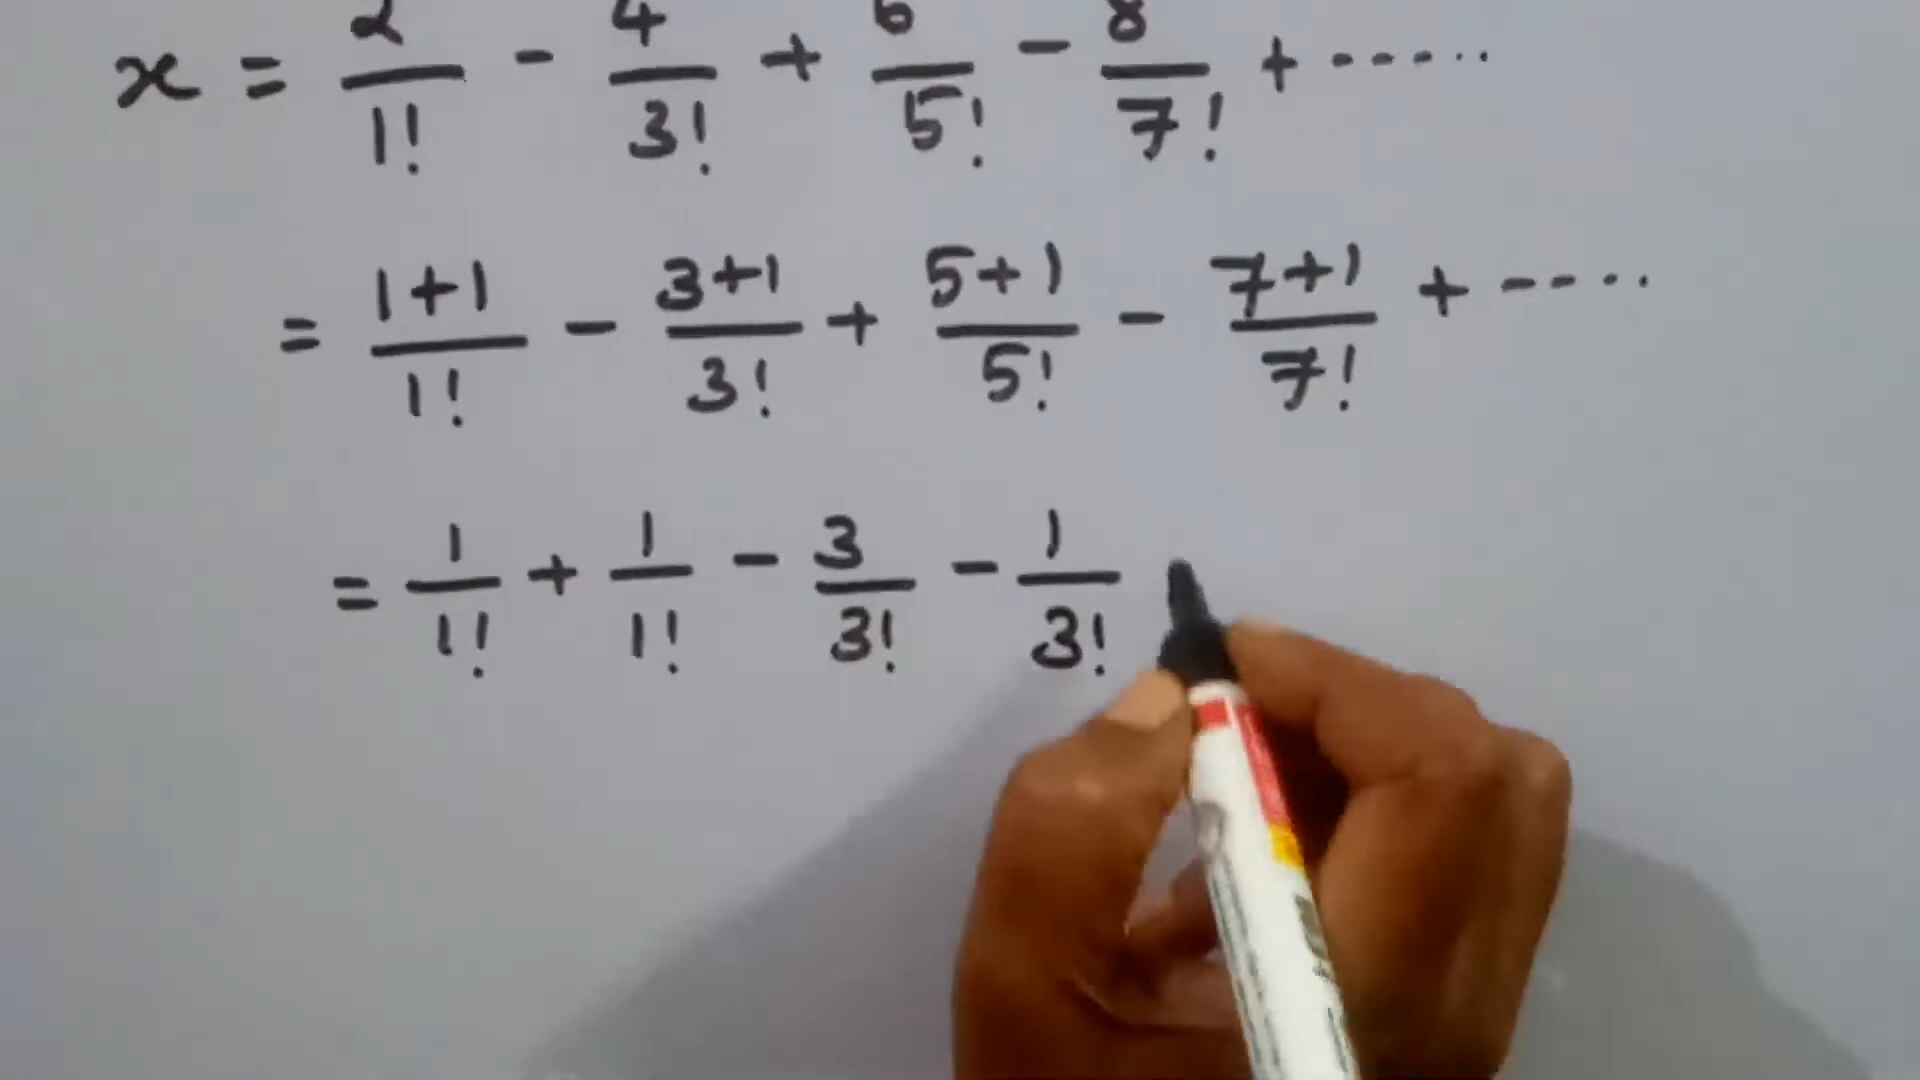 x = 2/1! - 4/3! + 6/5! - 8/7! + -----
= 1+1/1! - 3+1/3! + 5+1/5! - 7+1/7! + ----
= 1/1! + 1/1! - 3/3! - 1/3!